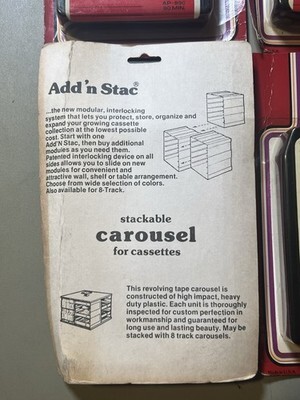 Add 'n Stac®
...the new modular, interlocking
system that lets you protect, store, organize and
expand your growing cassette
collection at the lowest possible
cost. Start with one
Add'N Stac, then buy additional
modules as you need them.
Patented interlocking device on all
sides allows you to slide on new
modules for convenient and
attractive wall, shelf or table arrangement.
Choose from wide selection of colors.
Also available for 8-Track.
stackable
carousel
for cassettes
This revolving tape carousel is
constructed of high impact, heavy
duty plastic. Each unit is thoroughly
inspected for custom perfection in
workmanship and guaranteed for
long use and lasting beauty. May be
stacked with 8 track carousels.